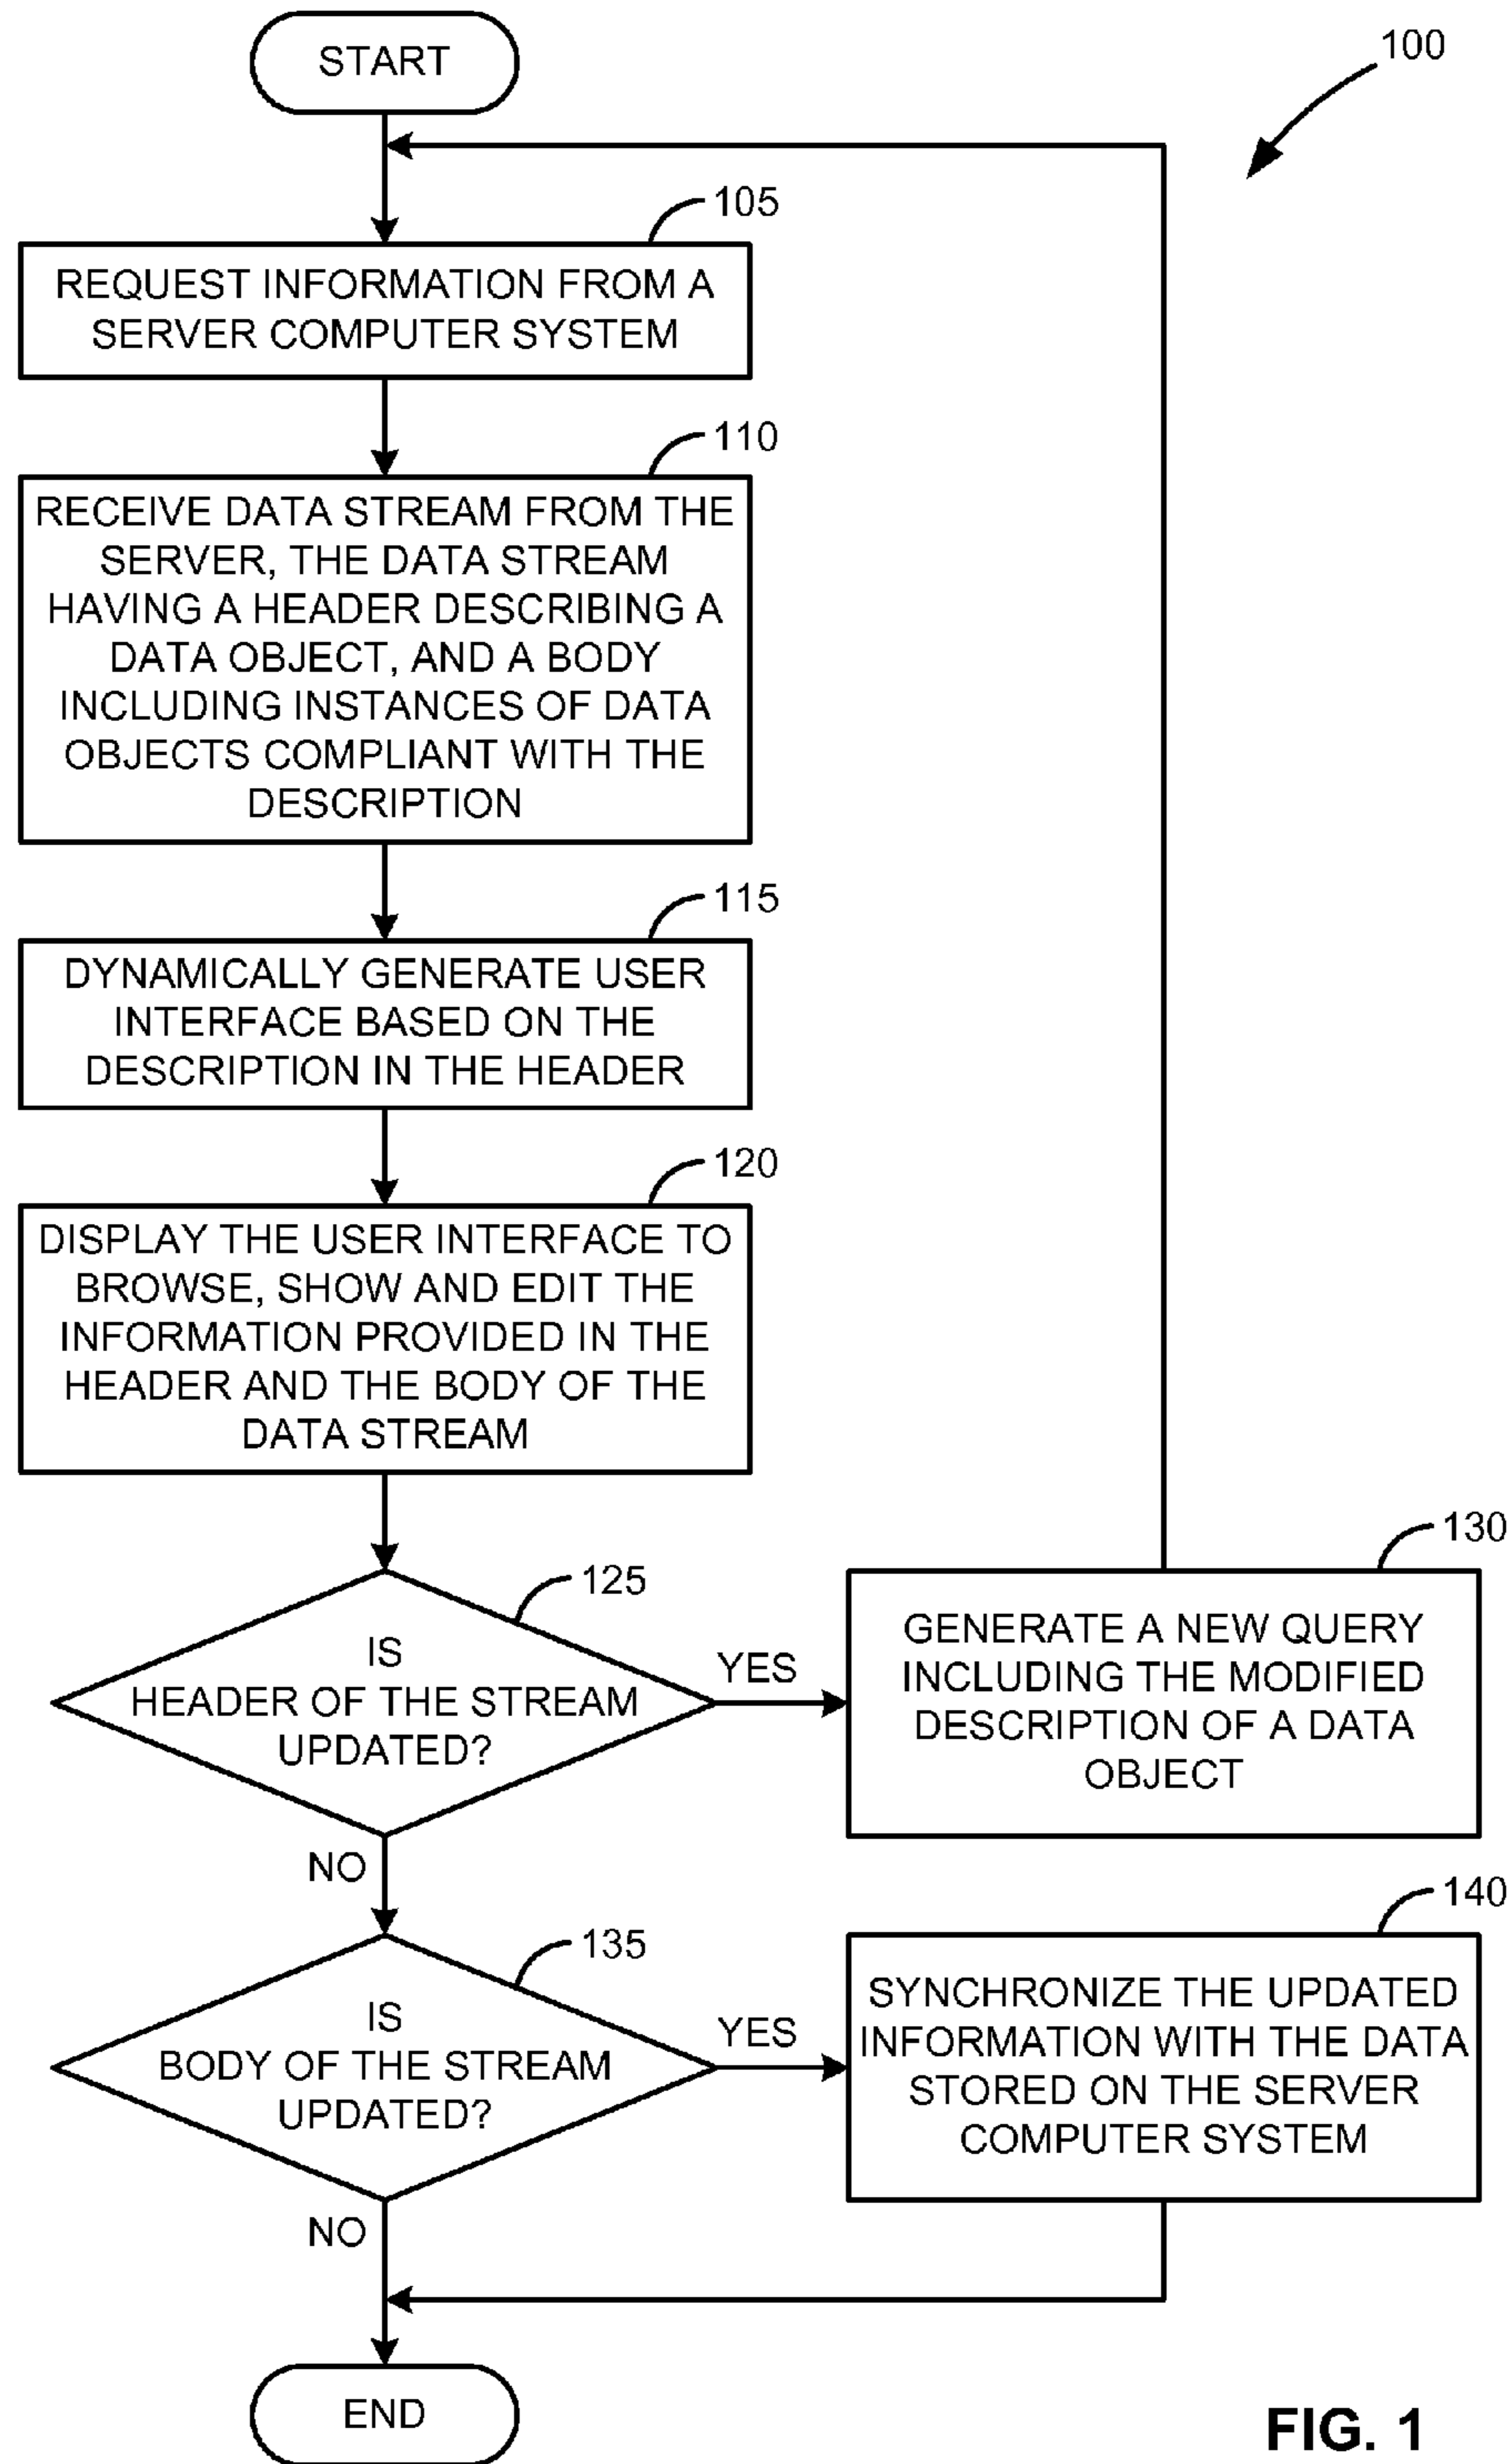 START
100
105
REQUEST INFORMATION FROM A
SERVER COMPUTER SYSTEM
110
RECEIVE DATA STREAM FROM THE
SERVER, THE DATA STREAM
HAVING A HEADER DESCRIBING A
DATA OBJECT, AND A BODY
INCLUDING INSTANCES OF DATA
OBJECTS COMPLIANT WITH THE
DESCRIPTION
115
DYNAMICALLY GENERATE USER
INTERFACE BASED ON THE
DESCRIPTION IN THE HEADER
120
DISPLAY THE USER INTERFACE TO
BROWSE, SHOW AND EDIT THE
INFORMATION PROVIDED IN THE
HEADER AND THE BODY OF THE
DATA STREAM
125
IS
HEADER OF THE STREAM
UPDATED?
YES
NO
130
GENERATE A NEW QUERY
INCLUDING THE MODIFIED
DESCRIPTION OF A DATA
OBJECT
135
IS
BODY OF THE STREAM
UPDATED?
YES
NO
140
SYNCHRONIZE THE UPDATED
INFORMATION WITH THE DATA
STORED ON THE SERVER
COMPUTER SYSTEM
END
FIG. 1